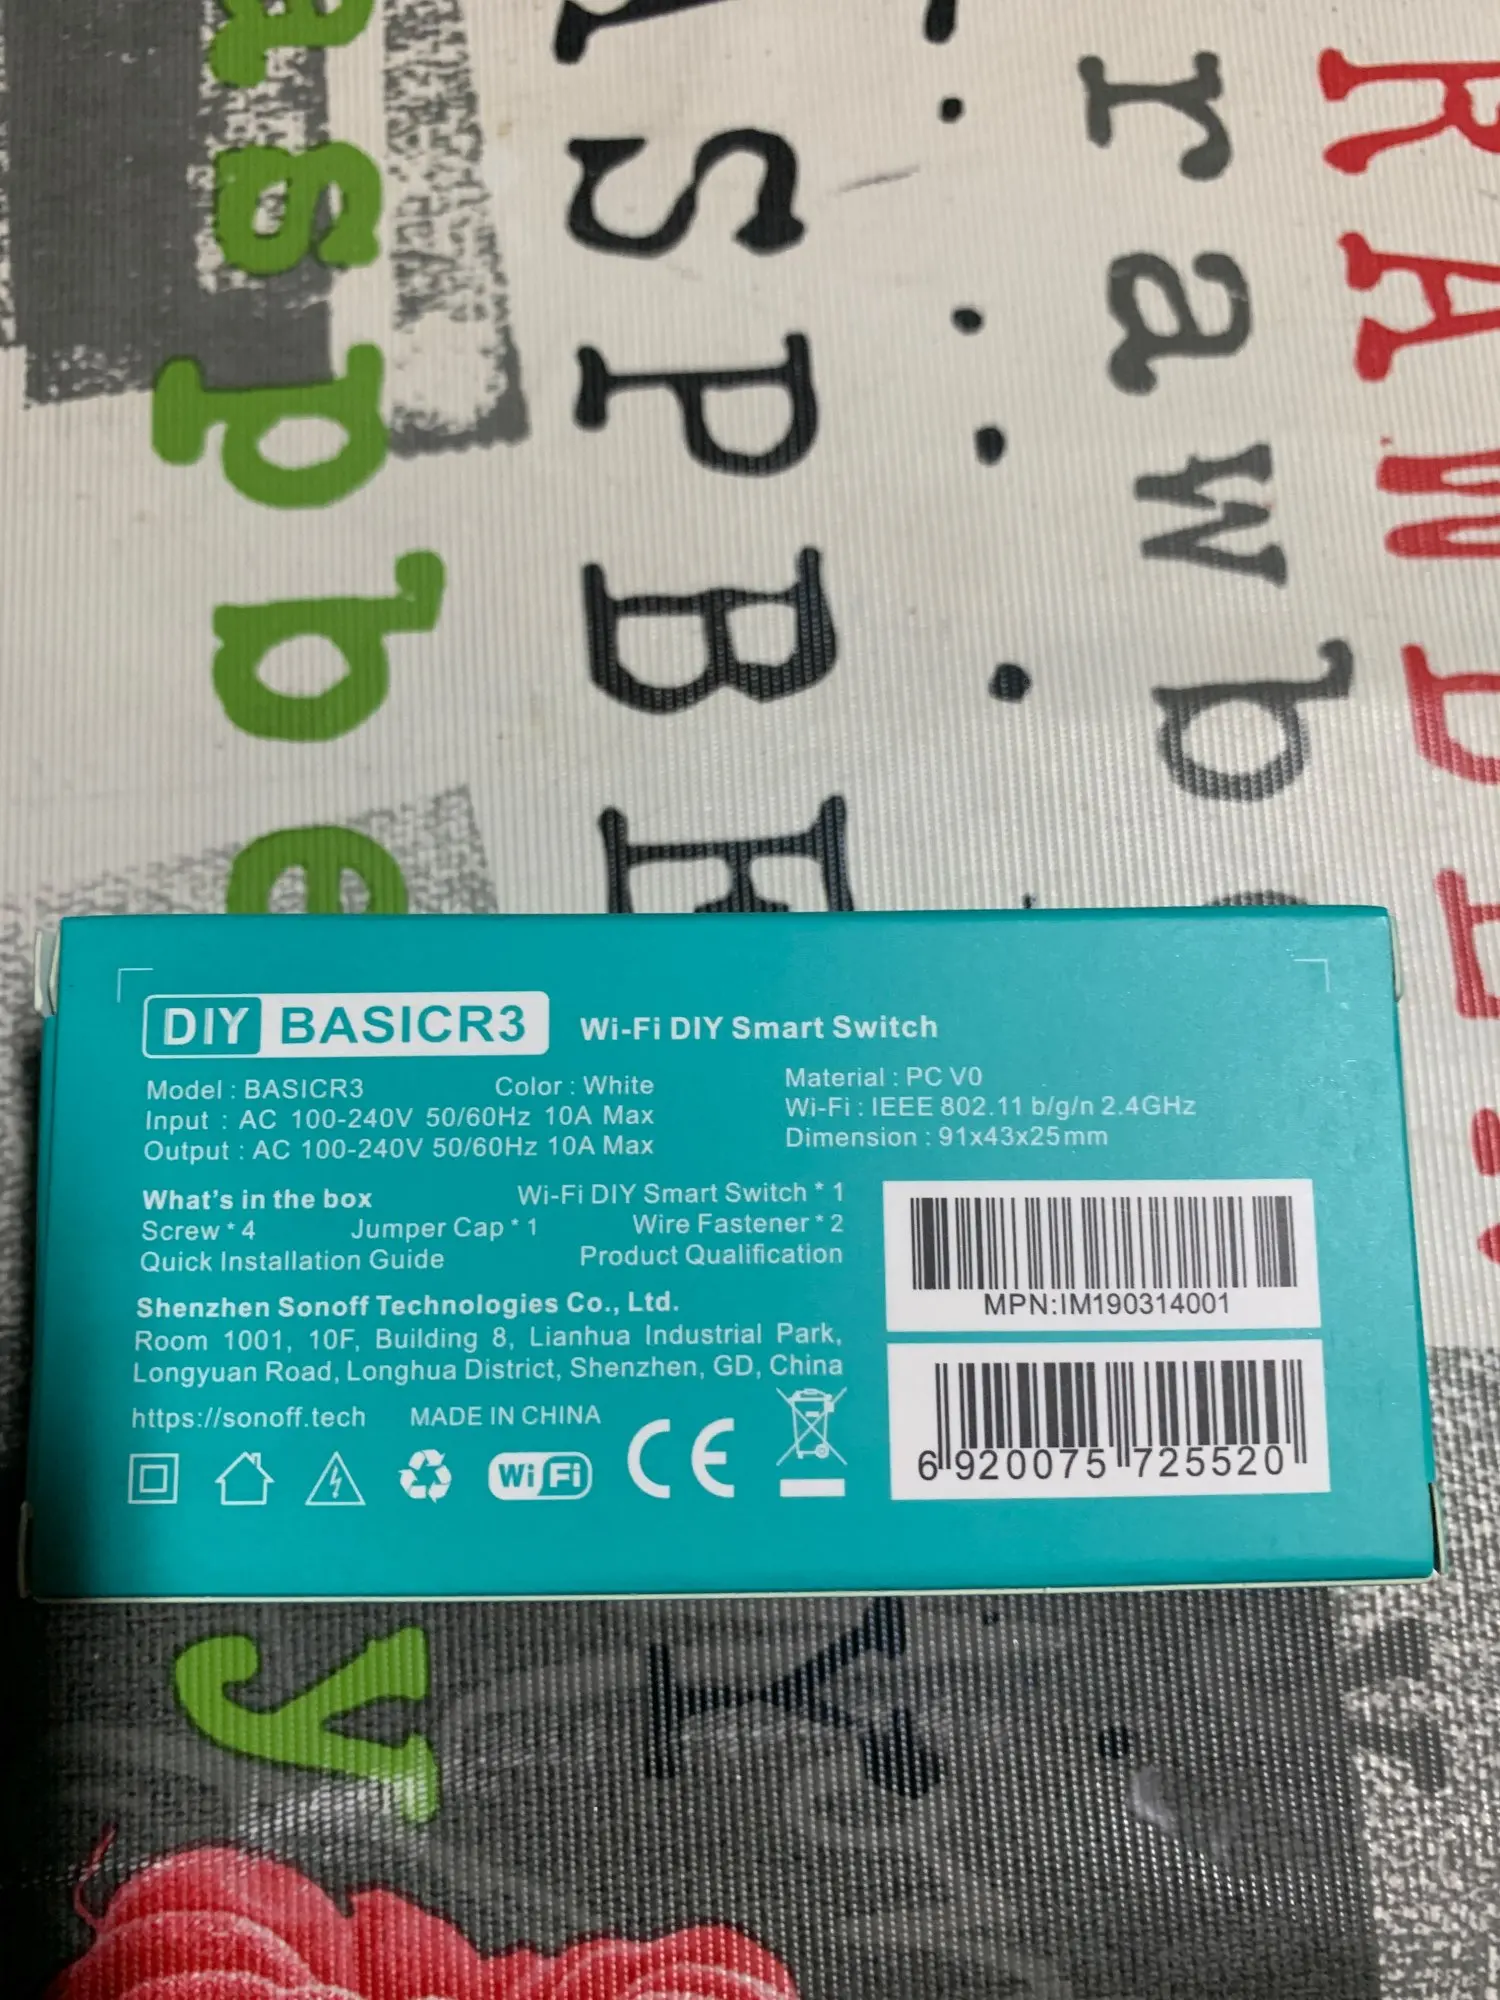 a s p b e
A S P B E
r a w b
R A W B E
DIY BASICR3 Wi-Fi DIY Smart Switch
Model : BASICR3 Color : White
Input : AC 100-240V 50/60Hz 10A Max
Output : AC 100-240V 50/60Hz 10A Max
Material : PC V0
Wi-Fi : IEEE 802.11 b/g/n 2.4GHz
Dimension : 91x43x25mm
What's in the box Wi-Fi DIY Smart Switch * 1
Screw * 4 Jumper Cap * 1 Wire Fastener * 2
Quick Installation Guide Product Qualification
Shenzhen Sonoff Technologies Co., Ltd.
Room 1001, 10F, Building 8, Lianhua Industrial Park,
Longyuan Road, Longhua District, Shenzhen, GD, China
https://sonoff.tech MADE IN CHINA
Wi Fi CE
MPN:IM190314001
6 920075 725520
y
Y